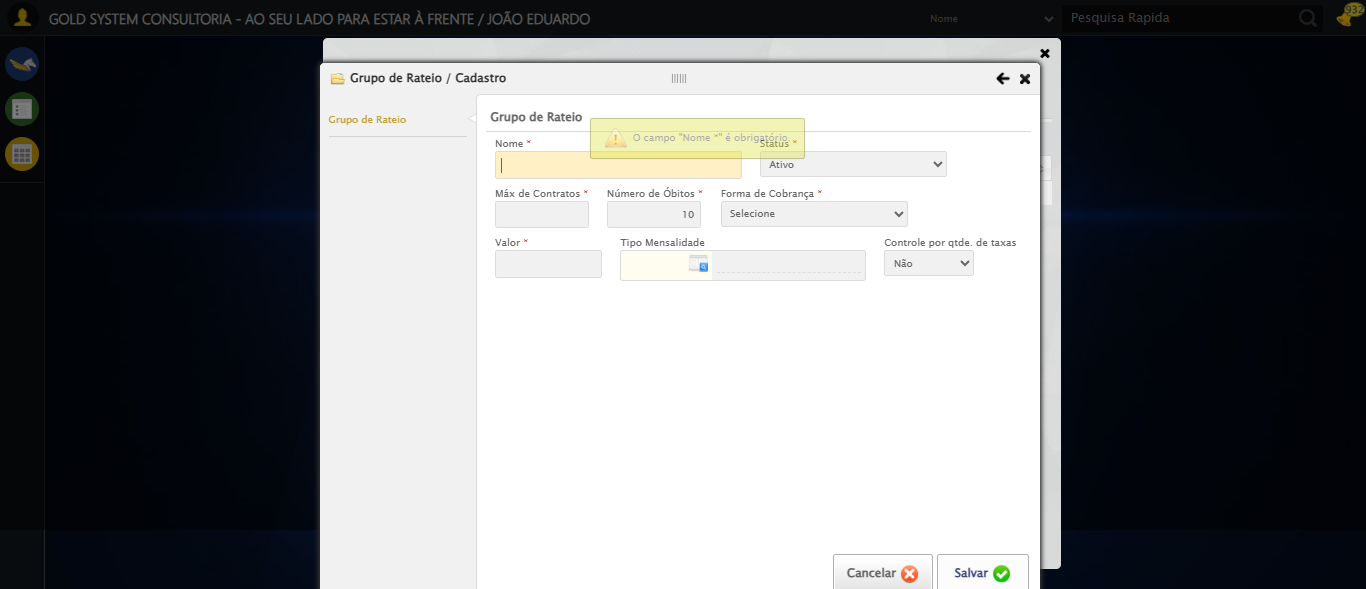 GOLD SYSTEM CONSULTORIA - AO SEU LADO PARA ESTAR À FRENTE / JOÃO EDUARDO
Nome
Pesquisa Rapida
932
Grupo de Rateio / Cadastro
Grupo de Rateio
Grupo de Rateio
O campo "Nome *" é obrigatório.
Nome *
Status *
Ativo
Máx de Contratos *
Número de Óbitos *
Forma de Cobrança *
10
Selecione
Valor *
Tipo Mensalidade
Controle por qtde. de taxas
Não
Cancelar
Salvar